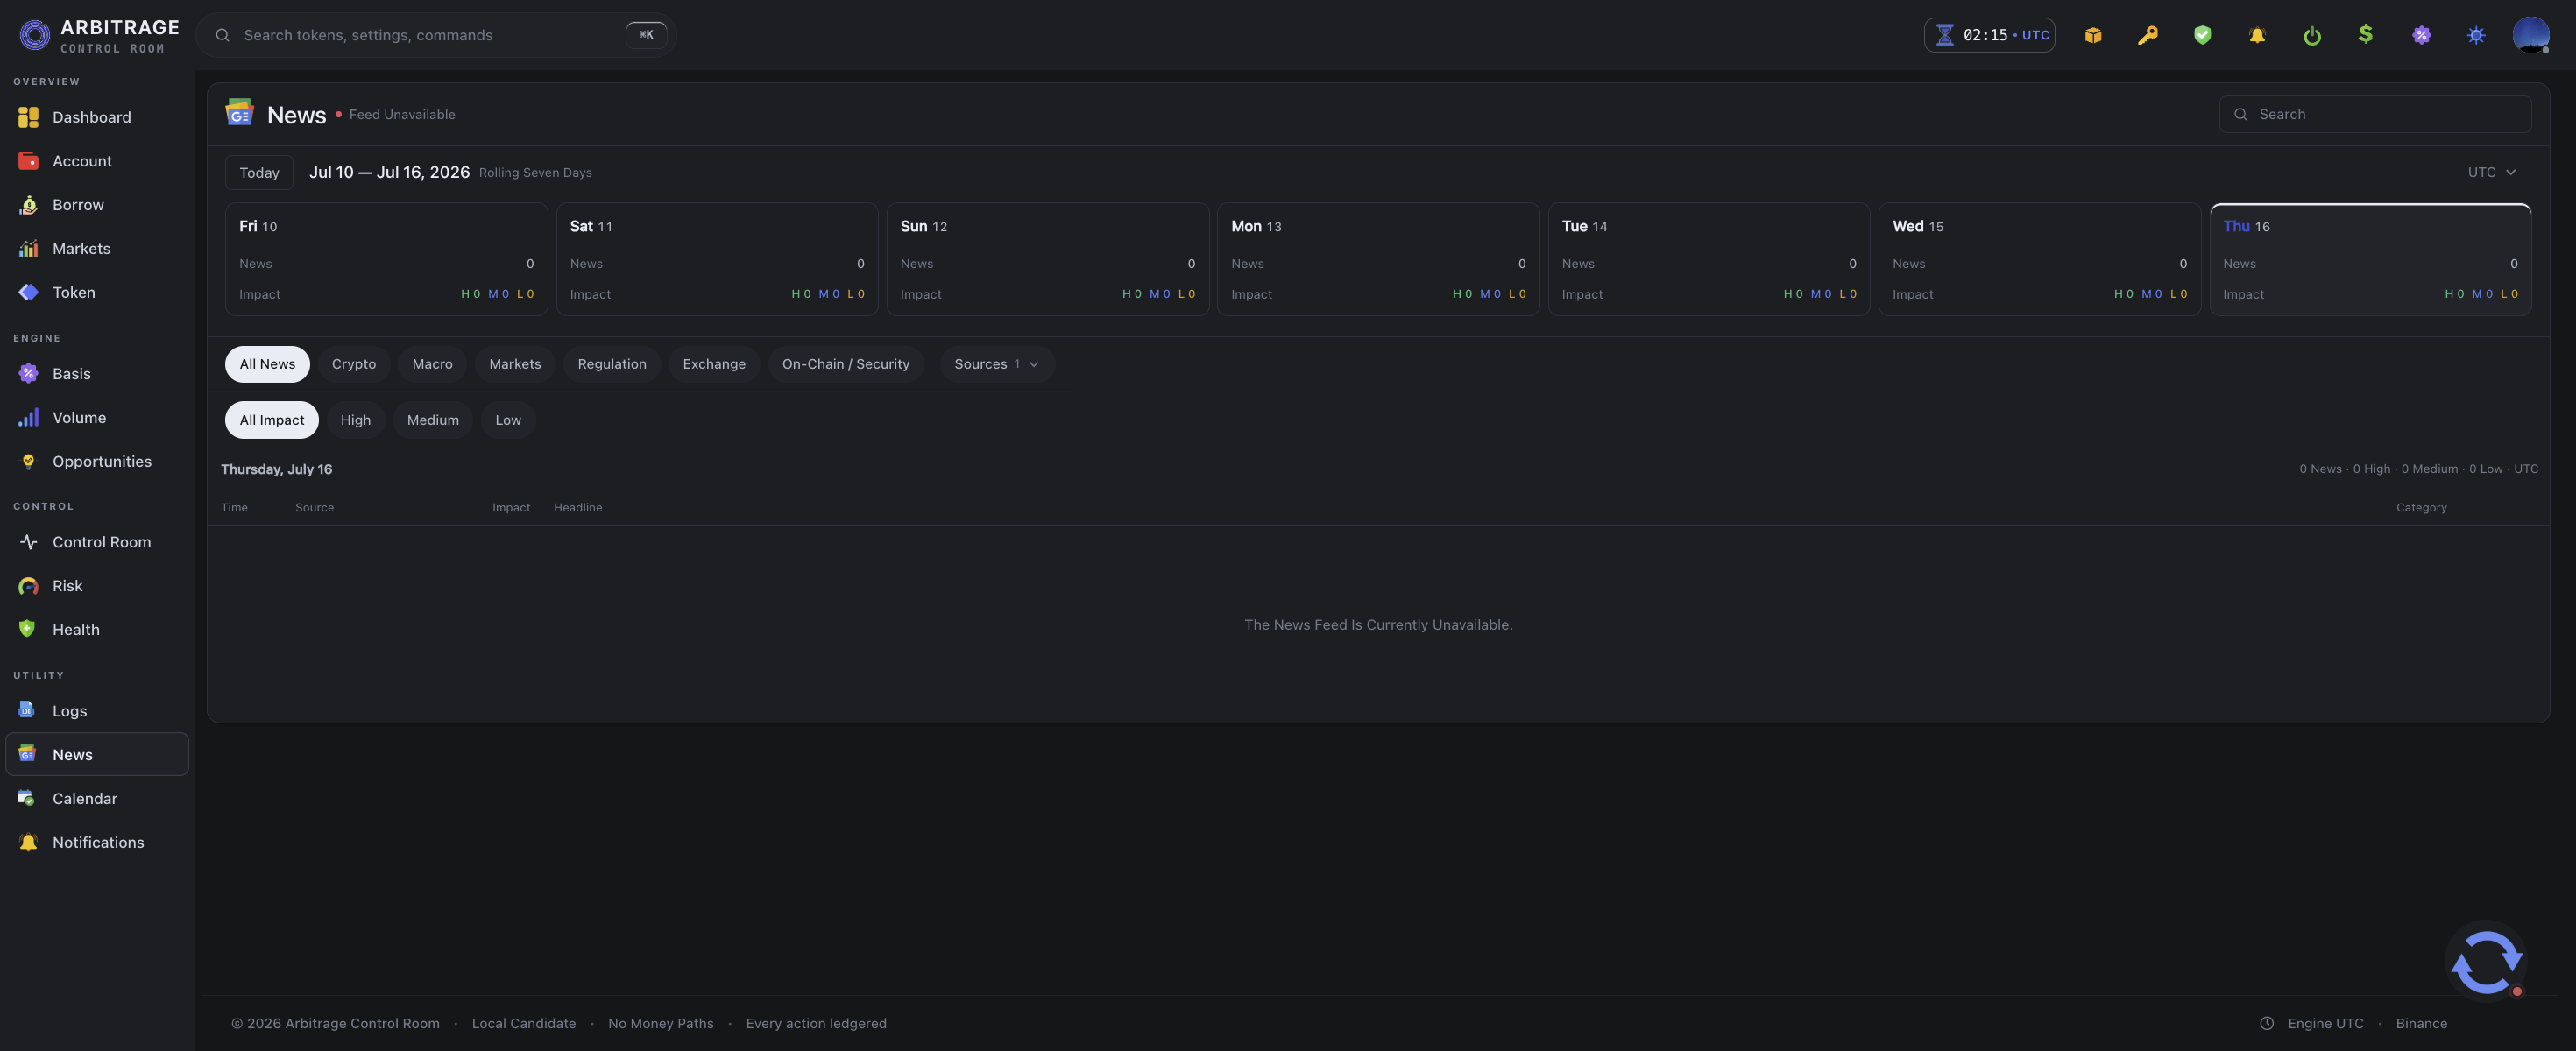 ARBITRAGE
CONTROL ROOM
Search tokens, settings, commands
⌘K
02:15 • UTC
OVERVIEW
Dashboard
Account
Borrow
Markets
Token
ENGINE
Basis
Volume
Opportunities
CONTROL
Control Room
Risk
Health
UTILITY
Logs
News
Calendar
Notifications
News • Feed Unavailable
Search
Today Jul 10 — Jul 16, 2026 Rolling Seven Days
UTC
Fri 10
News 0
Impact H 0 M 0 L 0
Sat 11
News 0
Impact H 0 M 0 L 0
Sun 12
News 0
Impact H 0 M 0 L 0
Mon 13
News 0
Impact H 0 M 0 L 0
Tue 14
News 0
Impact H 0 M 0 L 0
Wed 15
News 0
Impact H 0 M 0 L 0
Thu 16
News 0
Impact H 0 M 0 L 0
All News Crypto Macro Markets Regulation Exchange On-Chain / Security Sources 1
All Impact High Medium Low
Thursday, July 16
0 News · 0 High · 0 Medium · 0 Low · UTC
Time Source Impact Headline Category
The News Feed Is Currently Unavailable.
© 2026 Arbitrage Control Room · Local Candidate · No Money Paths · Every action ledgered
Engine UTC · Binance